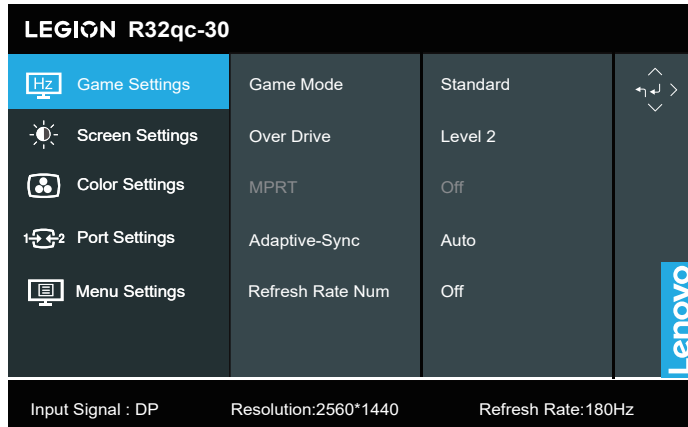 LEGION R32qc-30
Hz Game Settings Game Mode Standard
Screen Settings Over Drive Level 2
Color Settings MPRT Off
1 2 Port Settings Adaptive-Sync Auto
Menu Settings Refresh Rate Num Off
Lenovo
Input Signal : DP Resolution:2560*1440 Refresh Rate:180Hz